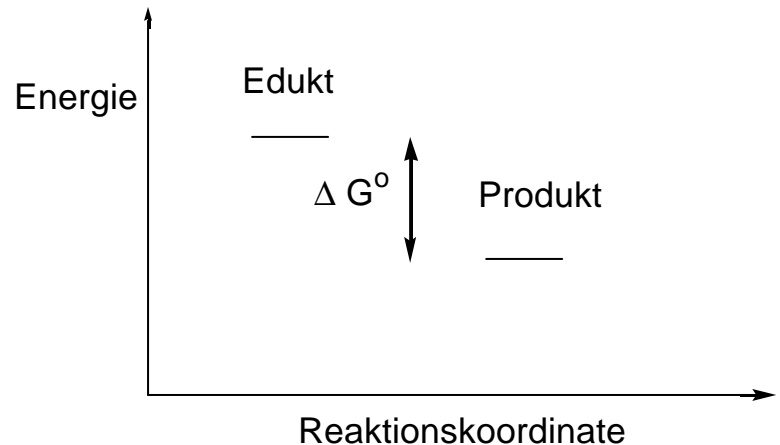 Edukt
Energie
Δ G°
Produkt
Reaktionskoordinate